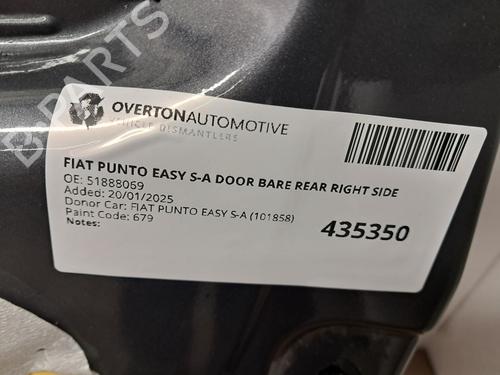 B-PARTS
OVERTONAUTOMOTIVE
VEHICLE DISMANTLERS
FIAT PUNTO EASY S-A DOOR BARE REAR RIGHT SIDE
OE: 51888069
Added: 20/01/2025
Donor Car: FIAT PUNTO EASY S-A (101858)
Paint Code: 679
Notes:
435350